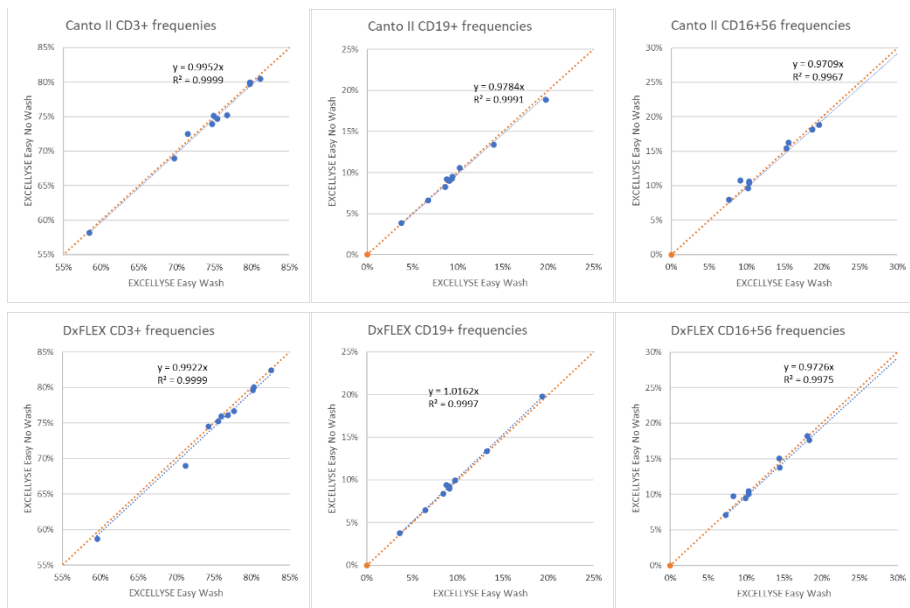 Canto II CD3+ frequenies
85%
80%
75%
70%
65%
60%
55%
55%
60%
65%
70%
75%
80%
85%
y = 0.9952x
R² = 0.9999
EXCELLYSE Easy No Wash
EXCELLYSE Easy Wash
Canto II CD19+ frequencies
25%
20%
15%
10%
5%
0%
0%
5%
10%
15%
20%
25%
y = 0.9784x
R² = 0.9991
EXCELLYSE Easy No Wash
EXCELLYSE Easy Wash
Canto II CD16+56 frequencies
30%
25%
20%
15%
10%
5%
0%
0%
5%
10%
15%
20%
25%
30%
y = 0.9709x
R² = 0.9967
EXCELLYSE Easy No Wash
EXCELLYSE Easy Wash
DxFLEX CD3+ frequencies
85%
80%
75%
70%
65%
60%
55%
55%
60%
65%
70%
75%
80%
85%
y = 0.9922x
R² = 0.9999
EXCELLYSE Easy No Wash
EXCELLYSE Easy Wash
DxFLEX CD19+ frequencies
25%
20%
15%
10%
5%
0%
0%
5%
10%
15%
20%
25%
y = 1.0162x
R² = 0.9997
EXCELLYSE Easy No Wash
EXCELLYSE Easy Wash
DxFLEX CD16+56 frequencies
30%
25%
20%
15%
10%
5%
0%
0%
5%
10%
15%
20%
25%
30%
y = 0.9726x
R² = 0.9975
EXCELLYSE Easy No Wash
EXCELLYSE Easy Wash